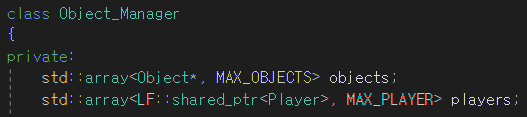 class Object_Manager
{
private:
std::array<Object*, MAX_OBJECTS> objects;
std::array<LF::shared_ptr<Player>, MAX_PLAYER> players;